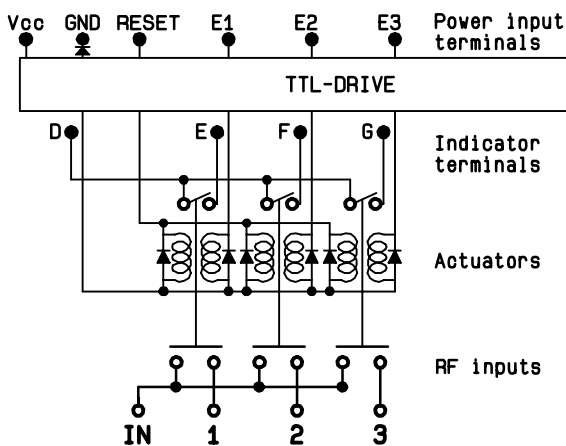 Vcc GND RESET E1 E2 E3 Power input
terminals
TTL-DRIVE
D E F G Indicator
terminals
Actuators
RF inputs
IN 1 2 3